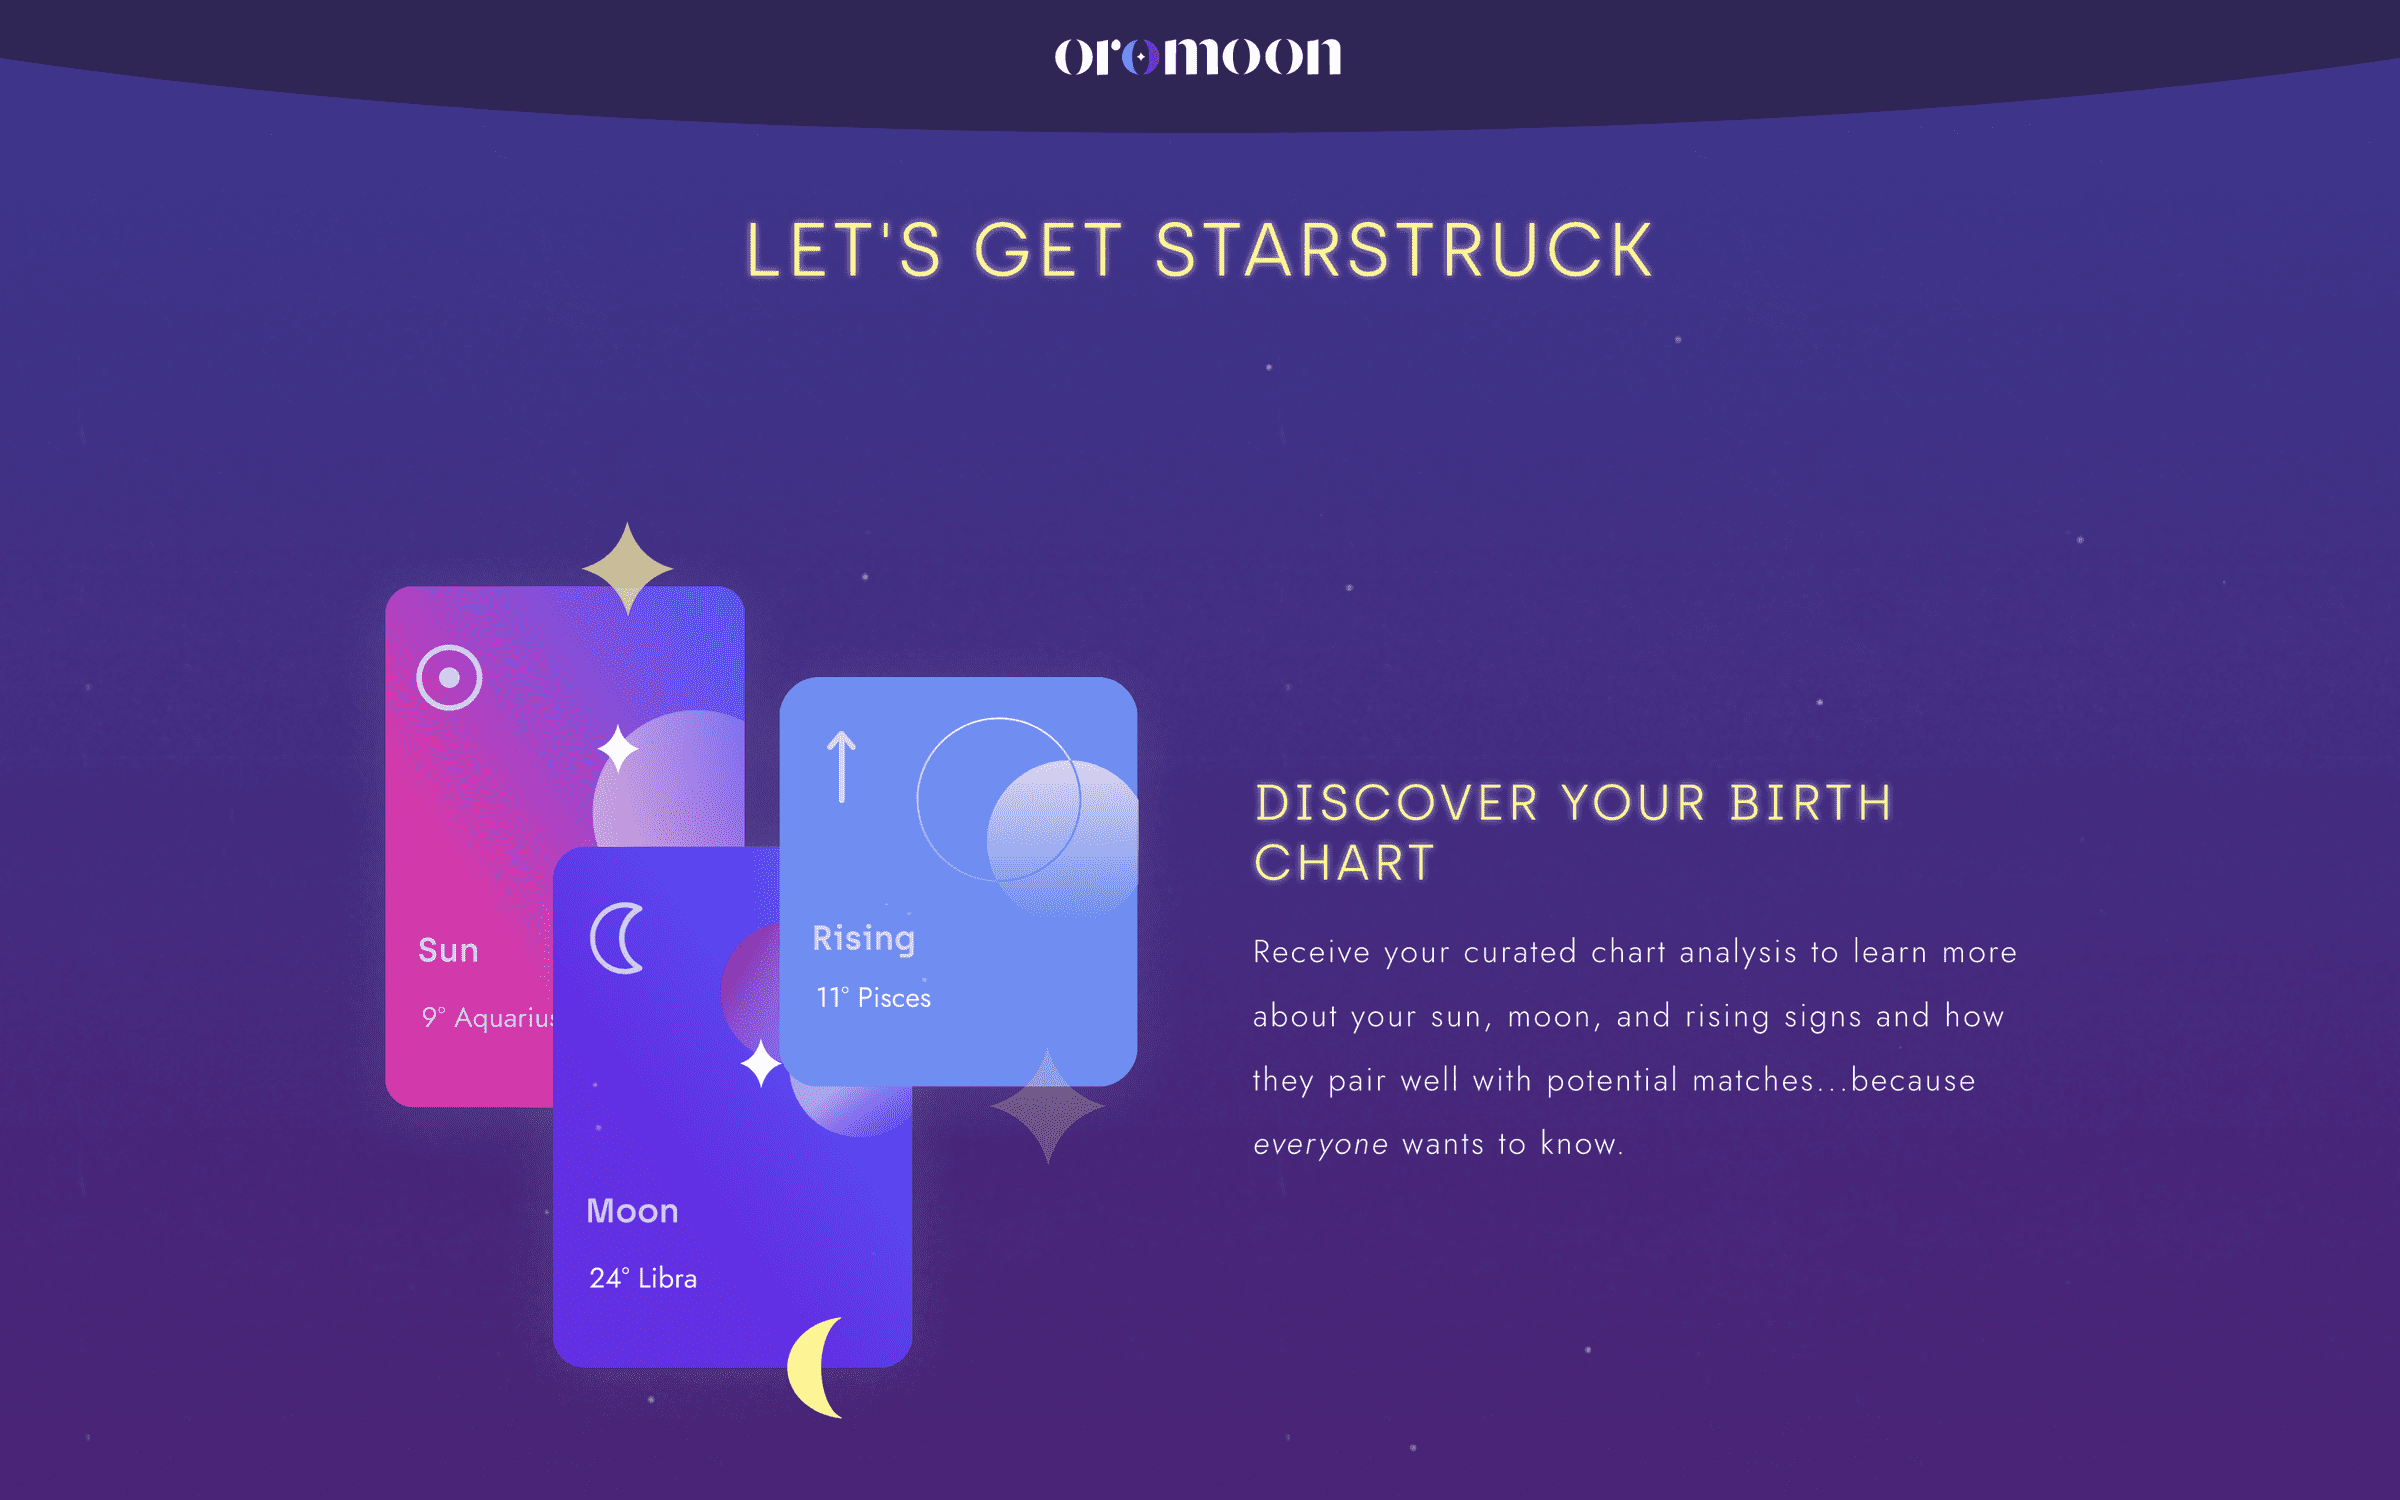 oromoon
LET'S GET STARSTRUCK
Sun
9° Aquarius
Moon
24° Libra
Rising
11° Pisces
DISCOVER YOUR BIRTH
CHART
Receive your curated chart analysis to learn more
about your sun, moon, and rising signs and how
they pair well with potential matches...because
everyone wants to know.